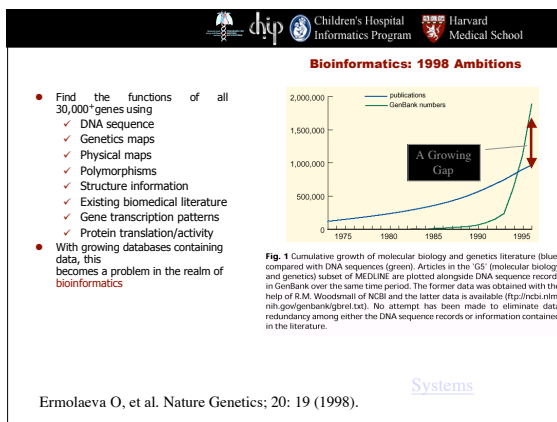 chip
Children's Hospital
Informatics Program
Harvard
Medical School
Bioinformatics: 1998 Ambitions
Find the functions of all
30,000+genes using
DNA sequence
Genetics maps
Physical maps
Polymorphisms
Structure information
Existing biomedical literature
Gene transcription patterns
Protein translation/activity
With growing databases containing
data, this
becomes a problem in the realm of
bioinformatics
publications
GenBank numbers
2,000,000
1,500,000
1,000,000
500,000
0
A Growing
Gap
1975 1980 1985 1990 1995
Fig. 1 Cumulative growth of molecular biology and genetics literature (blue)
compared with DNA sequences (green). Articles in the 'G5' (molecular biology
and genetics) subset of MEDLINE are plotted alongside DNA sequence records
in GenBank over the same time period. The former data was obtained with the
help of R.M. Woodsmall of NCBI and the latter data is available (ftp://ncbi.nlm.
nih.gov/genbank/gbrel.txt). No attempt has been made to eliminate data
redundancy among either the DNA sequence records or information contained
in the literature.
Systems
Ermolaeva O, et al. Nature Genetics; 20: 19 (1998).